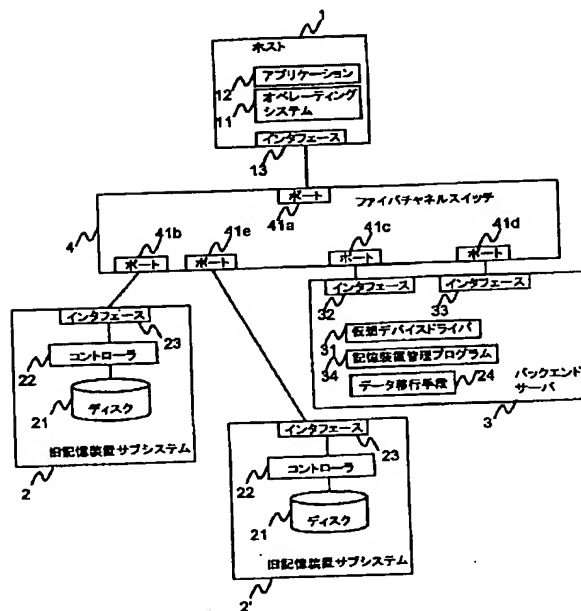 1
ホスト
アプリケーション
12
オペレーティング
システム
11
インタフェース
13
ポート
ファイバチャネルスイッチ
41a
4
41b
41e
41c
41d
ポート
ポート
ポート
ポート
インタフェース
23
コントローラ
22
21
ディスク
旧記憶装置サブシステム
2
インタフェース
インタフェース
32
33
仮想デバイスドライバ
31
記憶装置管理プログラム
34
データ移行手段
24
バックエンド
サーバ
3
インタフェース
23
コントローラ
22
21
ディスク
旧記憶装置サブシステム
2'